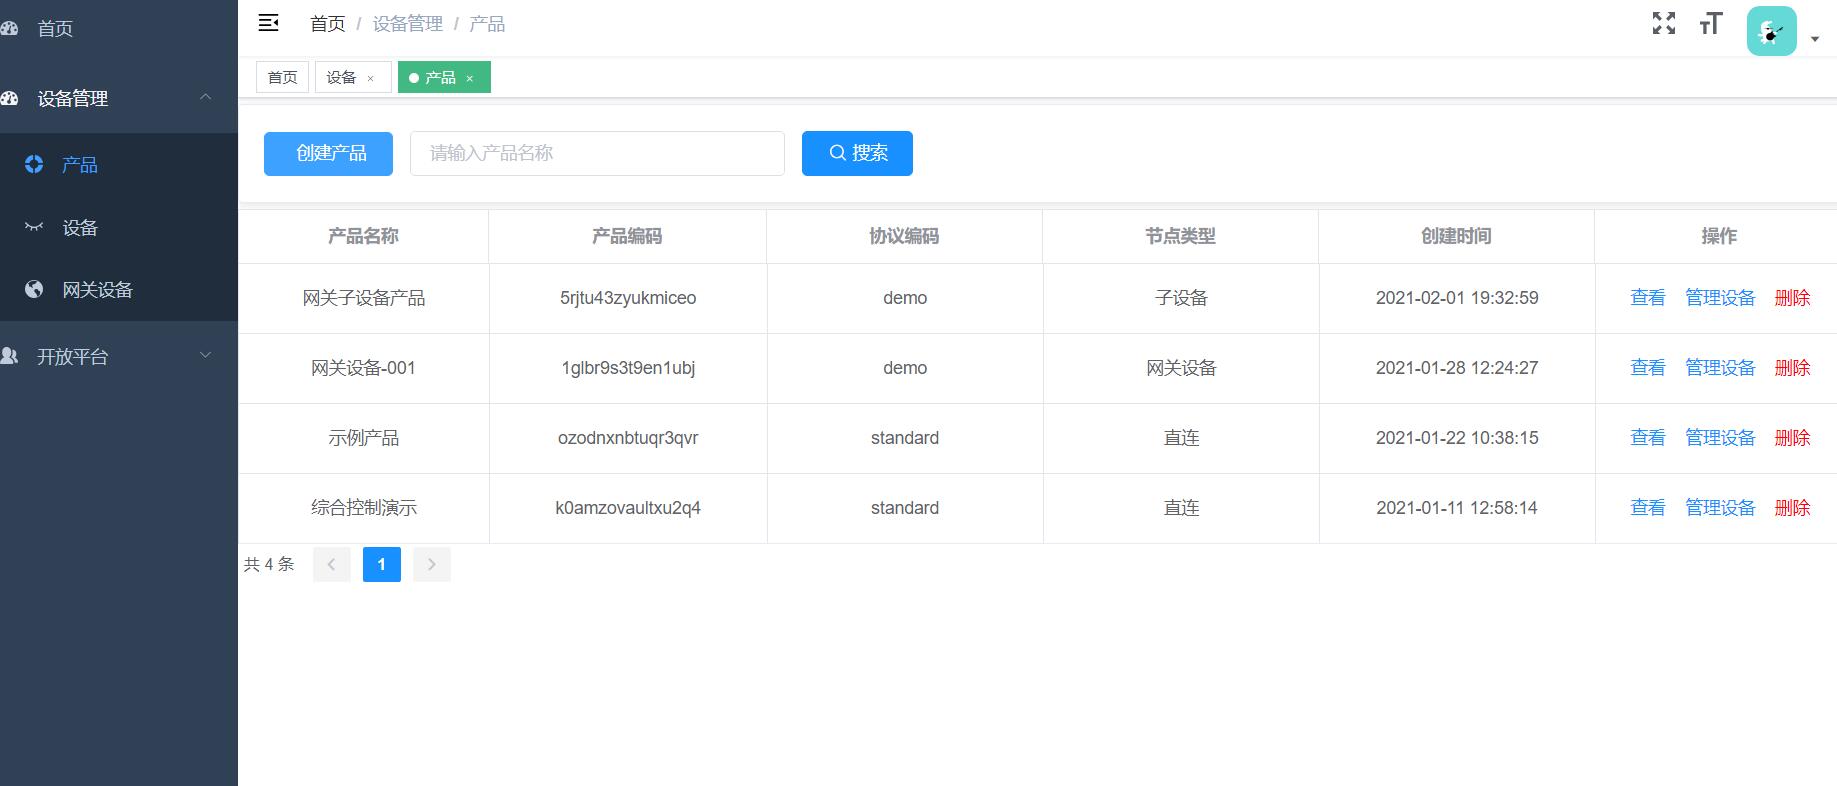 首页
设备管理
产品
设备
网关设备
开放平台
首页 / 设备管理 / 产品
首页 设备 × 产品 ×
创建产品 请输入产品名称 搜索
产品名称 产品编码 协议编码 节点类型 创建时间 操作
网关子设备产品 5rjtu43zyukmiceo demo 子设备 2021-02-01 19:32:59 查看 管理设备 删除
网关设备-001 1glbr9s3t9en1ubj demo 网关设备 2021-01-28 12:24:27 查看 管理设备 删除
示例产品 ozodnxnbtuqr3qvr standard 直连 2021-01-22 10:38:15 查看 管理设备 删除
综合控制演示 k0amzovaultxu2q4 standard 直连 2021-01-11 12:58:14 查看 管理设备 删除
共 4 条 1